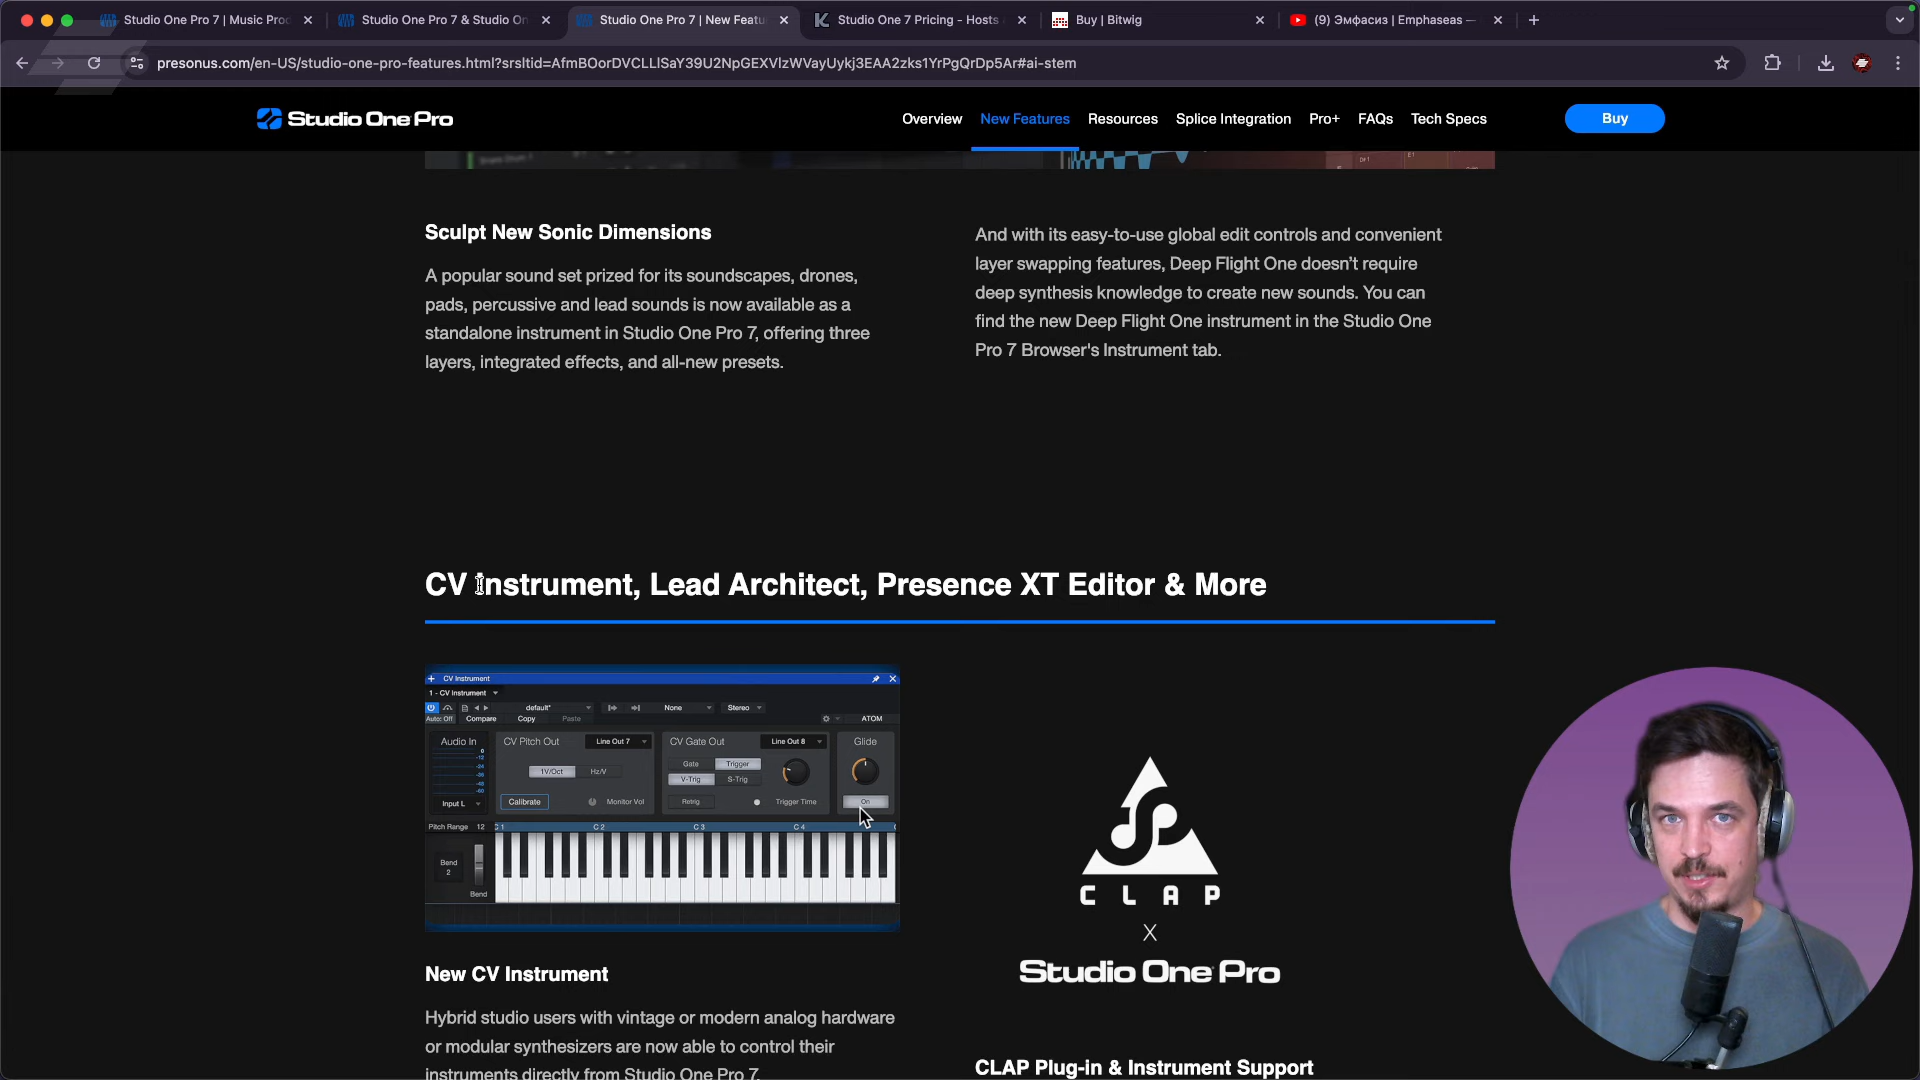 Studio One Pro 7 | Music Proc
Studio One Pro 7 & Studio On
Studio One Pro 7 | New Featu
Studio One 7 Pricing - Hosts
Buy | Bitwig
(9) Эмфасиз | Emphaseas —
presonus.com/en-US/studio-one-pro-features.html?srsltid=AfmBOorDVCLLlSaY39U2NpGEXVlzWVayUykj3EAA2zks1YrPgQrDp5Ar#ai-stem
Studio One Pro
Overview
New Features
Resources
Splice Integration
Pro+
FAQs
Tech Specs
Buy
Sculpt New Sonic Dimensions
A popular sound set prized for its soundscapes, drones,
pads, percussive and lead sounds is now available as a
standalone instrument in Studio One Pro 7, offering three
layers, integrated effects, and all-new presets.
And with its easy-to-use global edit controls and convenient
layer swapping features, Deep Flight One doesn't require
deep synthesis knowledge to create new sounds. You can
find the new Deep Flight One instrument in the Studio One
Pro 7 Browser's Instrument tab.
CV Instrument, Lead Architect, Presence XT Editor & More
CV Instrument
1 - CV Instrument
default*
None
Stereo
Auto: Off
Compare
Copy
Paste
ATOM
Audio In
CV Pitch Out
Line Out 7
CV Gate Out
Line Out 8
Glide
0
-12
-24
-36
-48
-60
1V/Oct
Hz/V
Gate
Trigger
V-Trig
S-Trig
Input L
Calibrate
Monitor Vol
Retrig
Trigger Time
On
Pitch Range 12
C 1
C 2
C 3
C 4
Bend
2
Bend
CLAP
X
Studio One Pro
New CV Instrument
Hybrid studio users with vintage or modern analog hardware
or modular synthesizers are now able to control their
instruments directly from Studio One Pro 7.
CLAP Plug-in & Instrument Support